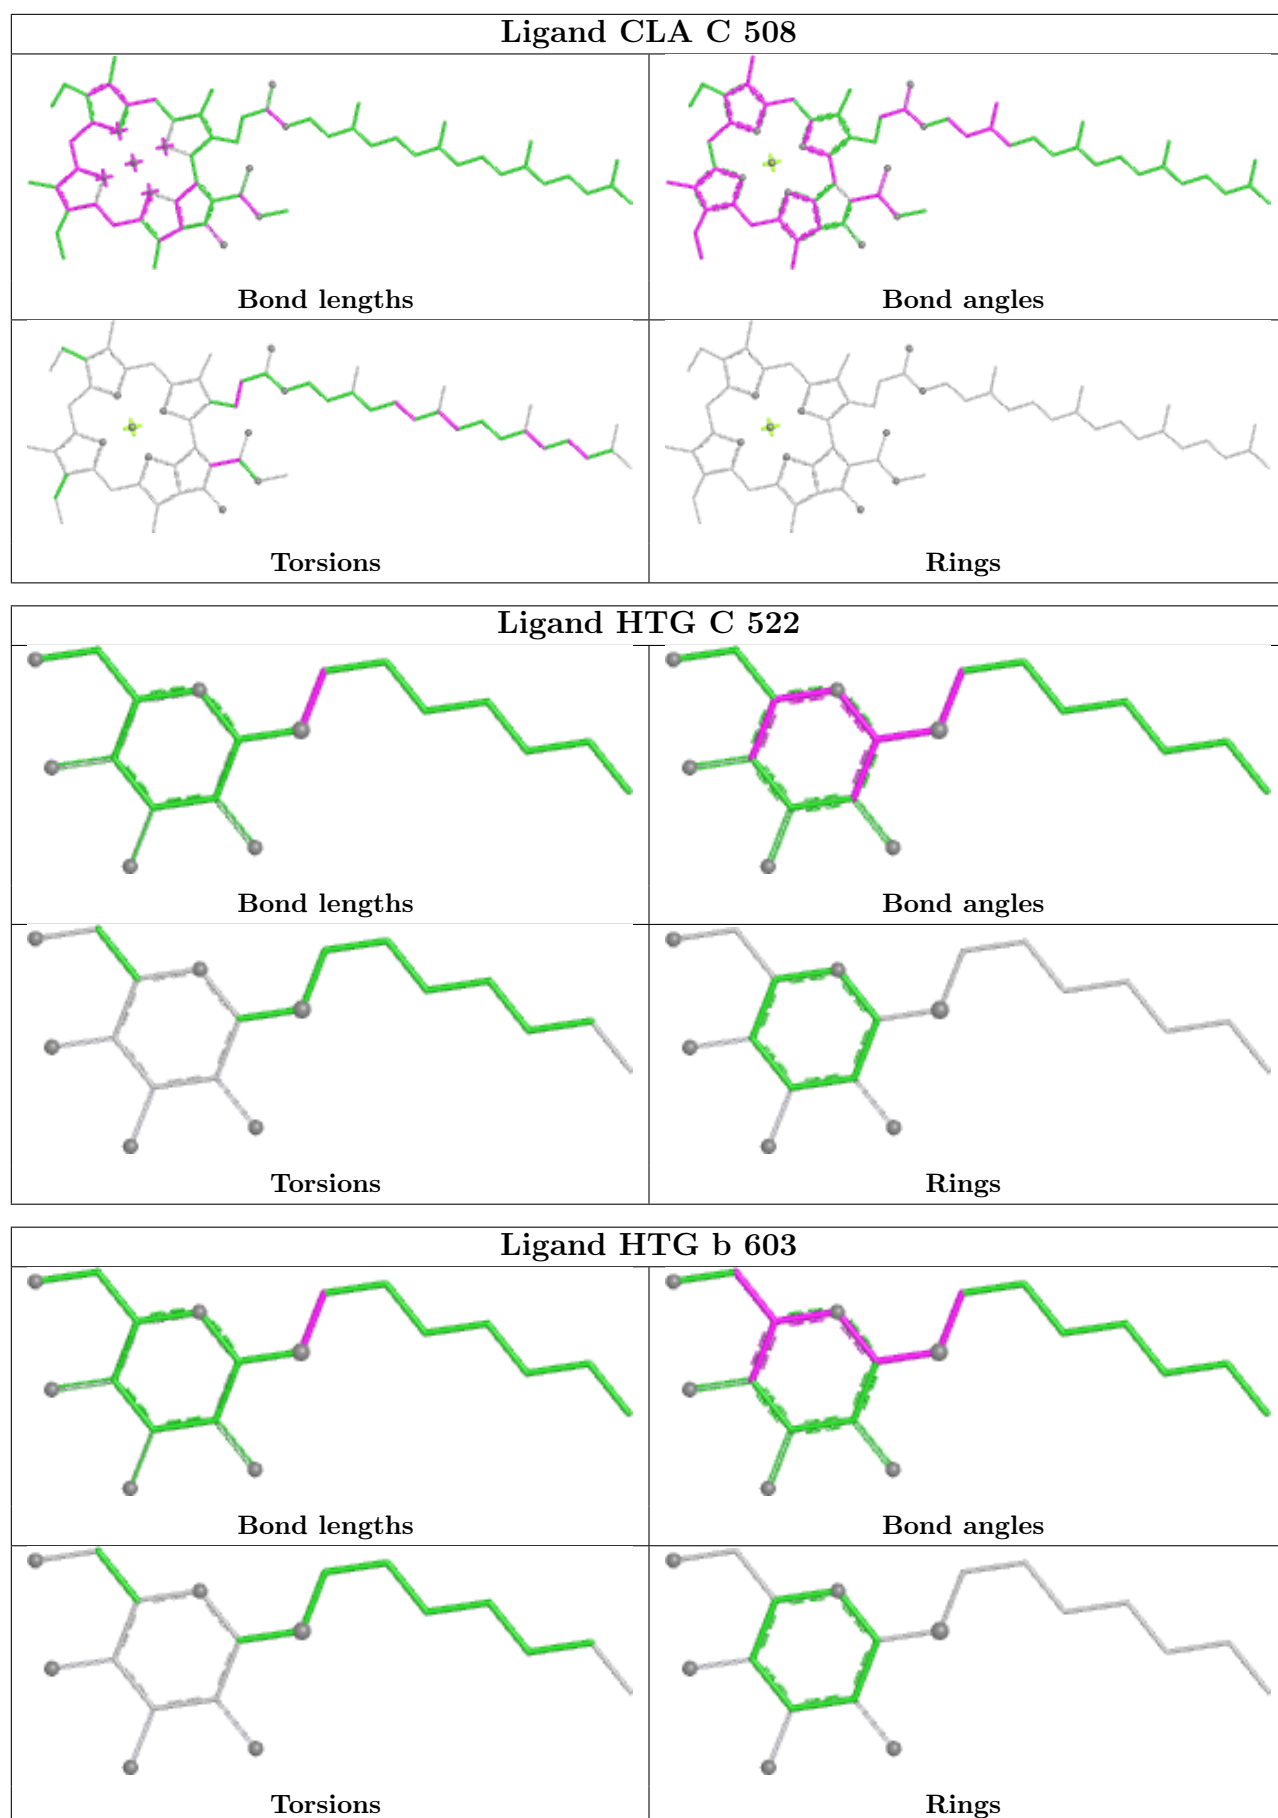 Ligand CLA C 508
Bond lengths
Bond angles
Torsions
Rings
Ligand HTG C 522
Bond lengths
Bond angles
Torsions
Rings
Ligand HTG b 603
Bond lengths
Bond angles
Torsions
Rings